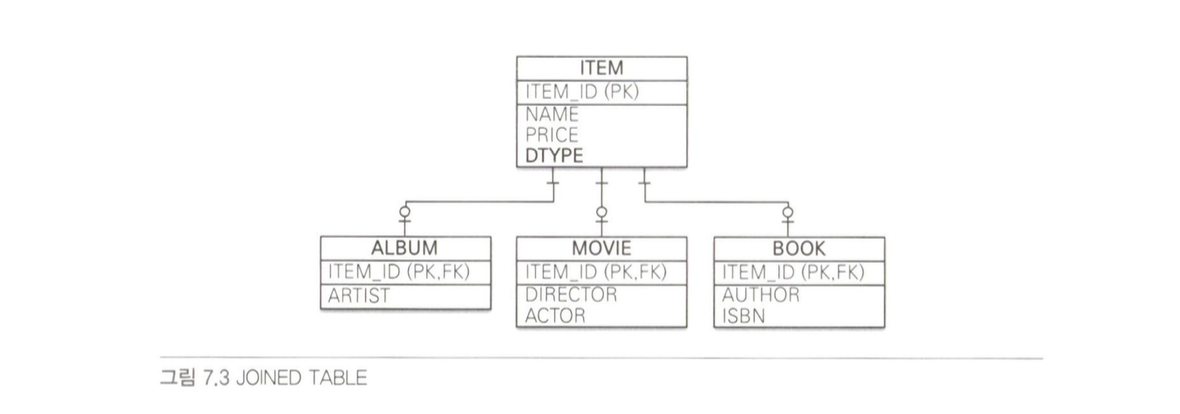 ITEM
ITEM_ID (PK)
NAME
PRICE
DTYPE
ALBUM
ITEM_ID (PK,FK)
ARTIST
MOVIE
ITEM_ID (PK,FK)
DIRECTOR
ACTOR
BOOK
ITEM_ID (PK,FK)
AUTHOR
ISBN
그림 7.3 JOINED TABLE